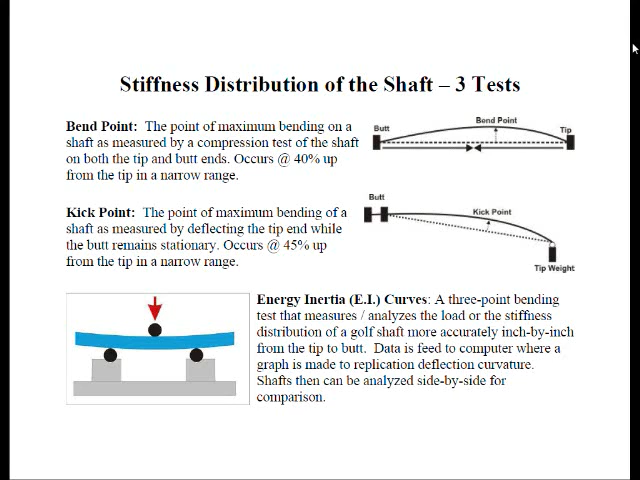 Stiffness Distribution of the Shaft – 3 Tests
Bend Point: The point of maximum bending on a
shaft as measured by a compression test of the shaft
on both the tip and butt ends. Occurs @ 40% up
from the tip in a narrow range.
Butt
Bend Point
Tip
Kick Point: The point of maximum bending of a
shaft as measured by deflecting the tip end while
the butt remains stationary. Occurs @ 45% up
from the tip in a narrow range.
Butt
Kick Point
Tip Weight
Energy Inertia (E.I.) Curves: A three-point bending
test that measures / analyzes the load or the stiffness
distribution of a golf shaft more accurately inch-by-inch
from the tip to butt. Data is feed to computer where a
graph is made to replication deflection curvature.
Shafts then can be analyzed side-by-side for
comparison.